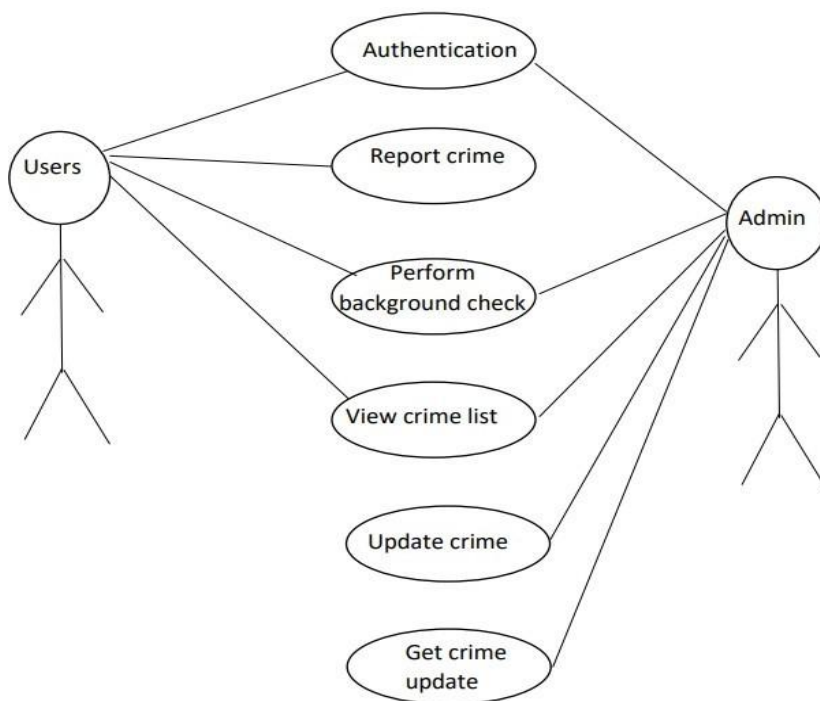 Authentication
Users
Report crime
Admin
Perform
background check
View crime list
Update crime
Get crime
update